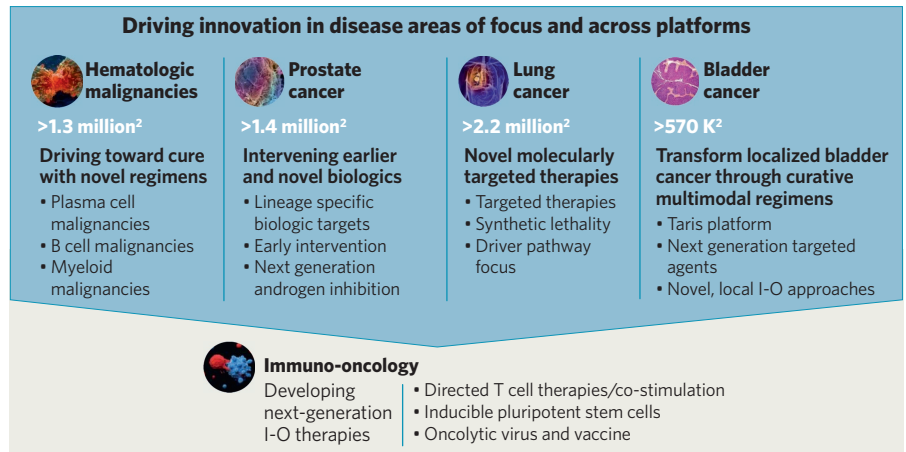 Driving innovation in disease areas of focus and across platforms
Hematologic
malignancies
>1.3 million²
Driving toward cure
with novel regimens
• Plasma cell
malignancies
• B cell malignancies
• Myeloid
malignancies
Prostate
cancer
>1.4 million²
Intervening earlier
and novel biologics
• Lineage specific
biologic targets
• Early intervention
• Next generation
androgen inhibition
Lung
cancer
>2.2 million²
Novel molecularly
targeted therapies
• Targeted therapies
• Synthetic lethality
• Driver pathway
focus
Bladder
cancer
>570 K²
Transform localized bladder
cancer through curative
multimodal regimens
• Taris platform
• Next generation targeted
agents
• Novel, local I-O approaches
Immuno-oncology
Developing
next-generation
I-O therapies
• Directed T cell therapies/co-stimulation
• Inducible pluripotent stem cells
• Oncolytic virus and vaccine